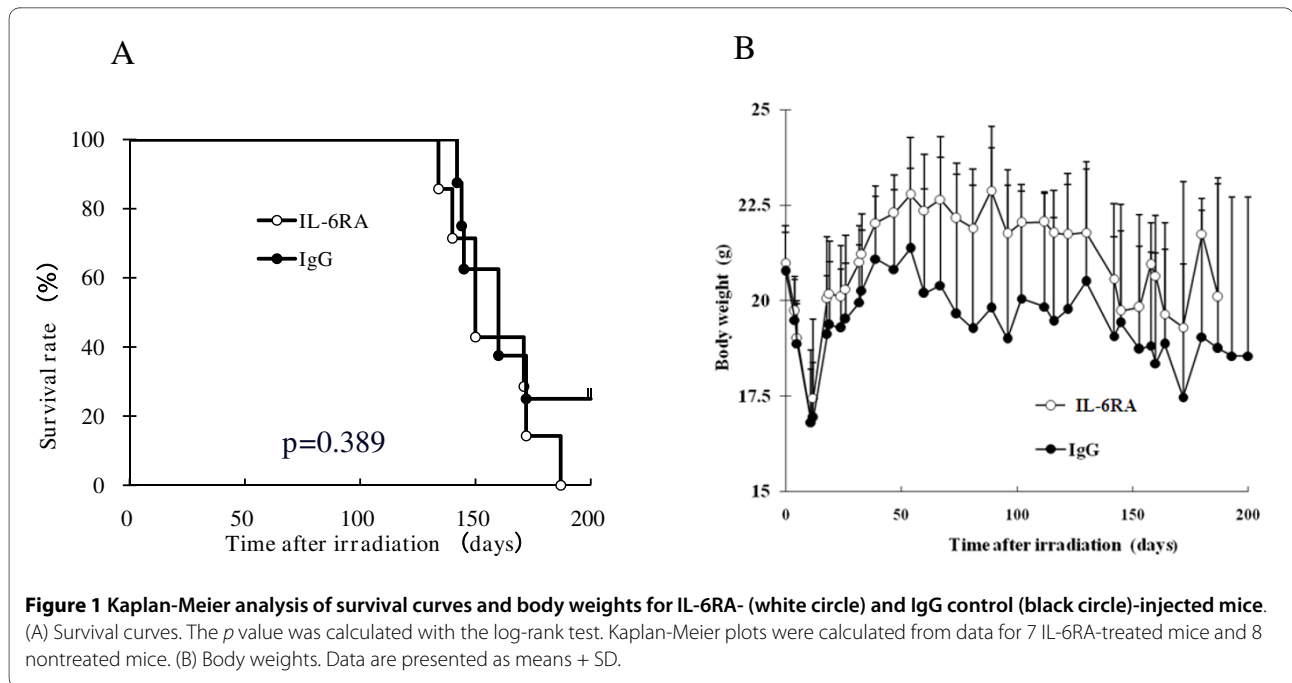 A
100
80
60
40
20
0
Survival rate (%)
IL-6RA
IgG
p=0.389
0 50 100 150 200
Time after irradiation (days)
B
25
22.5
20
17.5
15
Body weight (g)
IL-6RA
IgG
0 50 100 150 200
Time after irradiation (days)
Figure 1 Kaplan-Meier analysis of survival curves and body weights for IL-6RA- (white circle) and IgG control (black circle)-injected mice.
(A) Survival curves. The p value was calculated with the log-rank test. Kaplan-Meier plots were calculated from data for 7 IL-6RA-treated mice and 8
nontreated mice. (B) Body weights. Data are presented as means + SD.